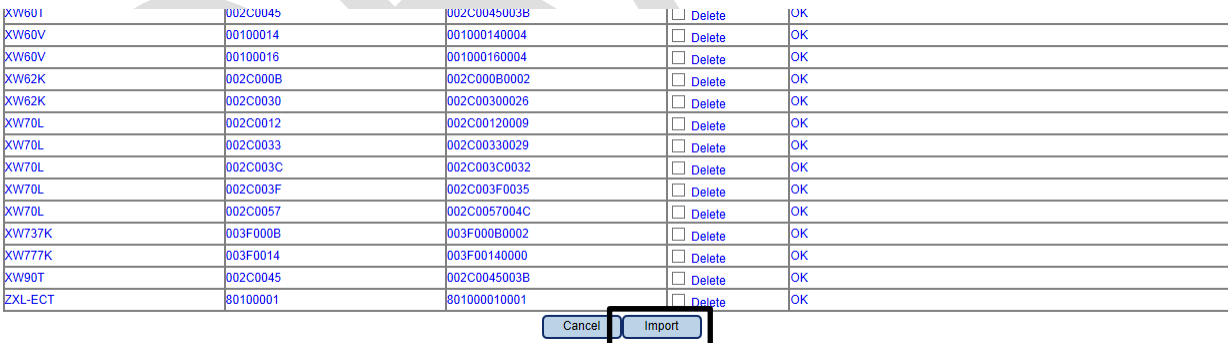 XW60T 002C0045 002C0045003B Delete OK
XW60V 00100014 001000140004 Delete OK
XW60V 00100016 001000160004 Delete OK
XW62K 002C000B 002C000B0002 Delete OK
XW62K 002C0030 002C00300026 Delete OK
XW70L 002C0012 002C00120009 Delete OK
XW70L 002C0033 002C00330029 Delete OK
XW70L 002C003C 002C003C0032 Delete OK
XW70L 002C003F 002C003F0035 Delete OK
XW70L 002C0057 002C0057004C Delete OK
XW737K 003F000B 003F000B0002 Delete OK
XW777K 003F0014 003F00140000 Delete OK
XW90T 002C0045 002C0045003B Delete OK
ZXL-ECT 80100001 801000010001 Delete OK
Cancel Import